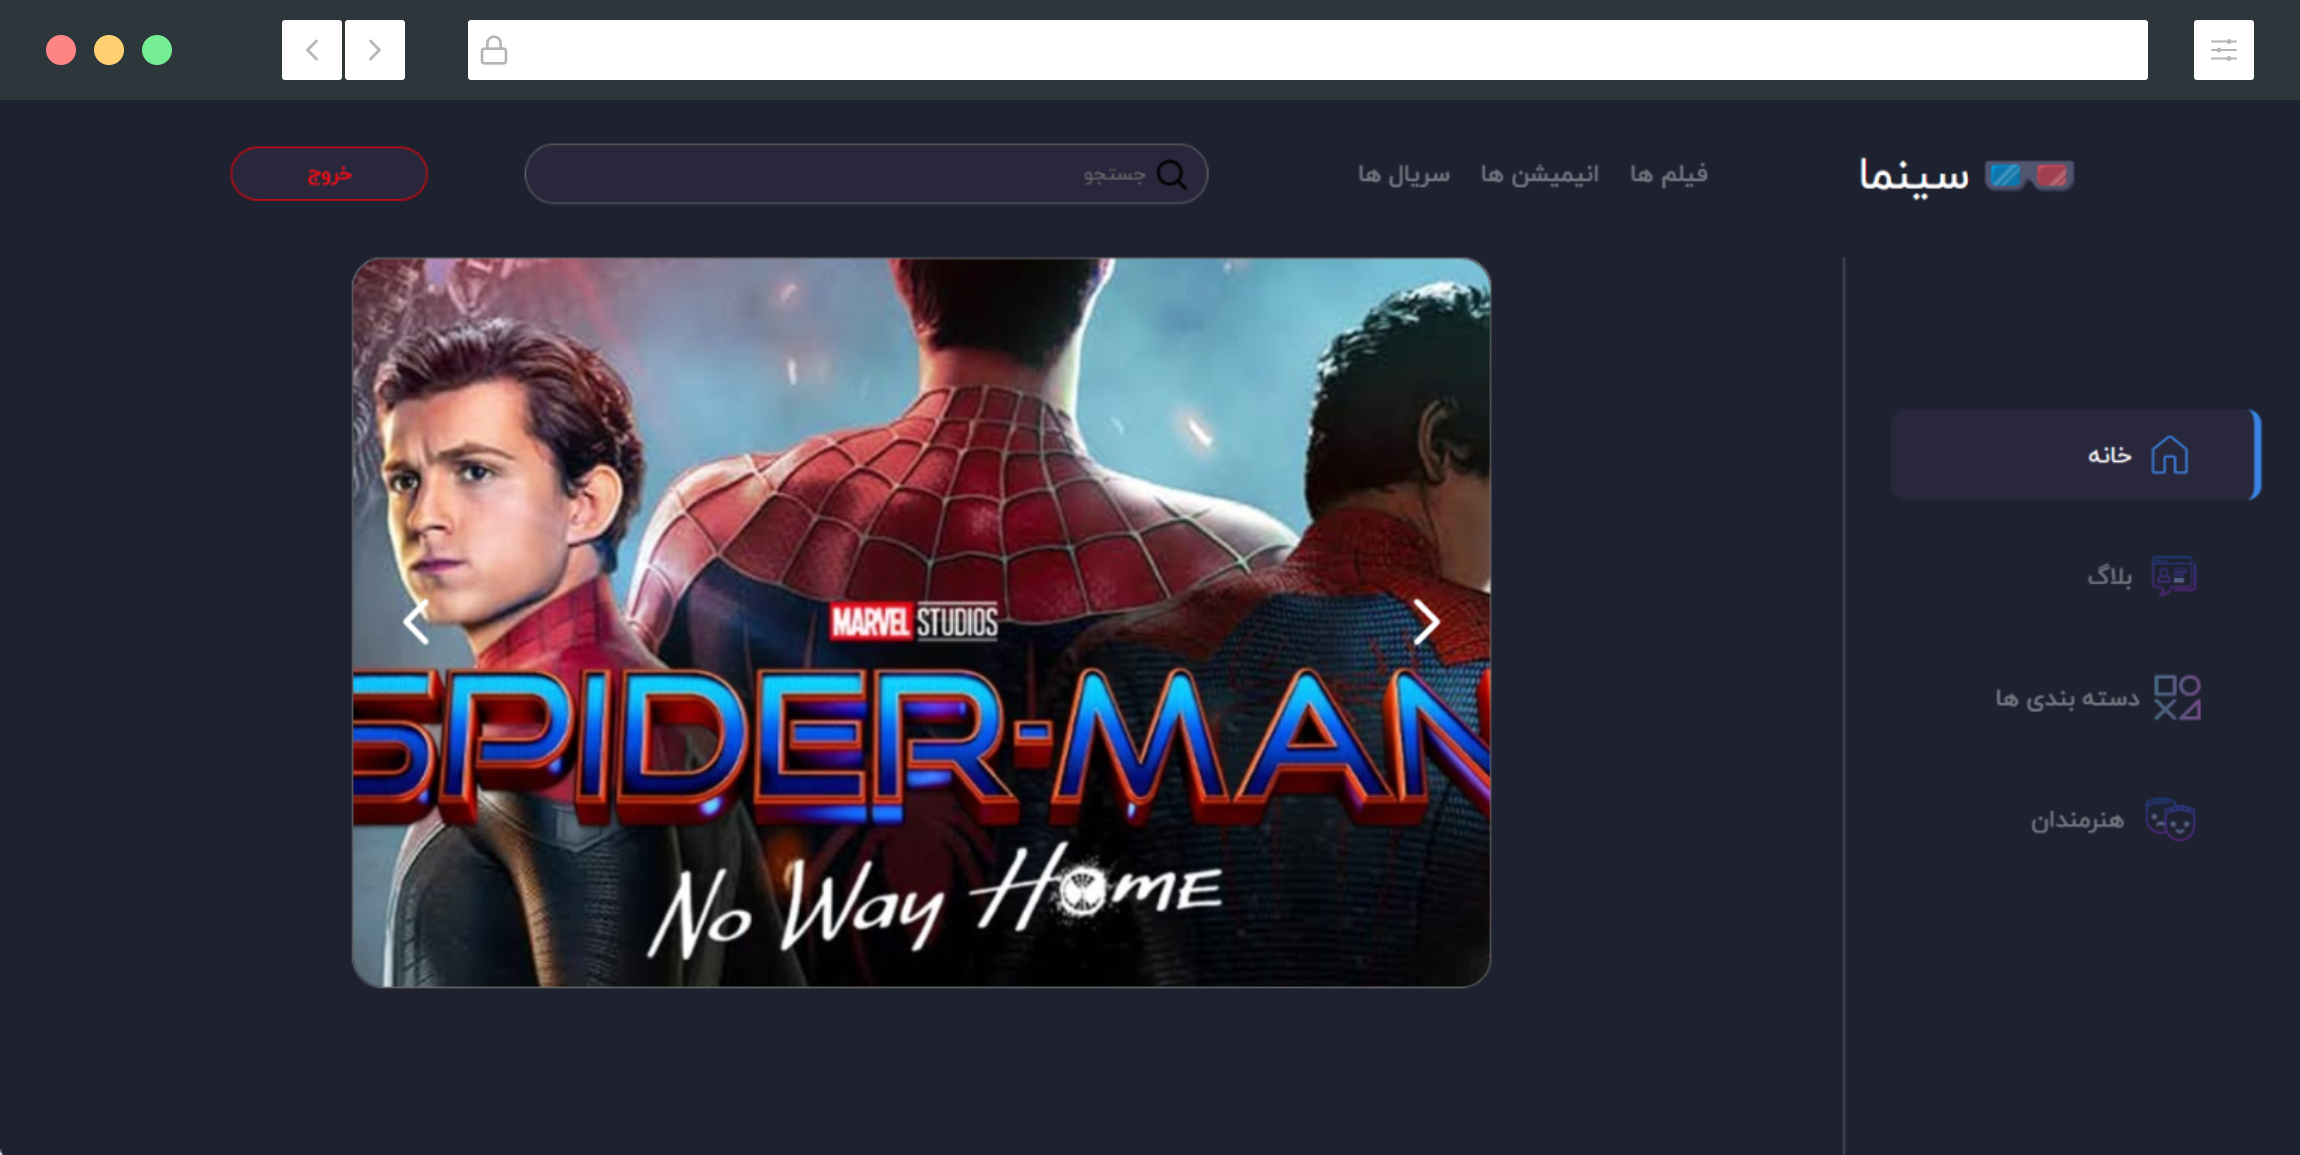 سینما
فیلم ها
انیمیشن ها
سریال ها
جستجو
خروج
خانه
بلاگ
دسته بندی ها
هنرمندان
MARVEL STUDIOS
SPIDER-MAN
NO WAY HOME